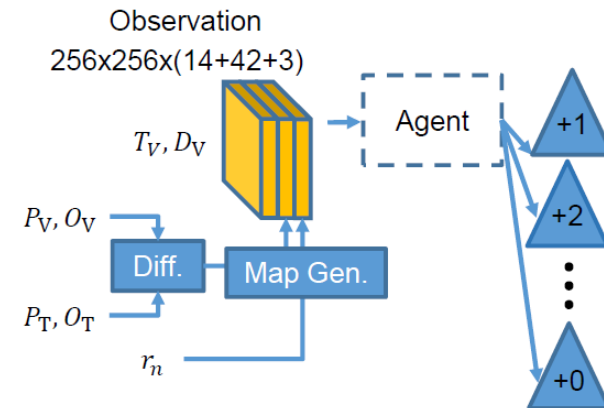 Observation
256x256x(14+42+3)
T_V, D_V
Agent
+1
+2
P_V, O_V
Diff.
Map Gen.
P_T, O_T
r_n
+0